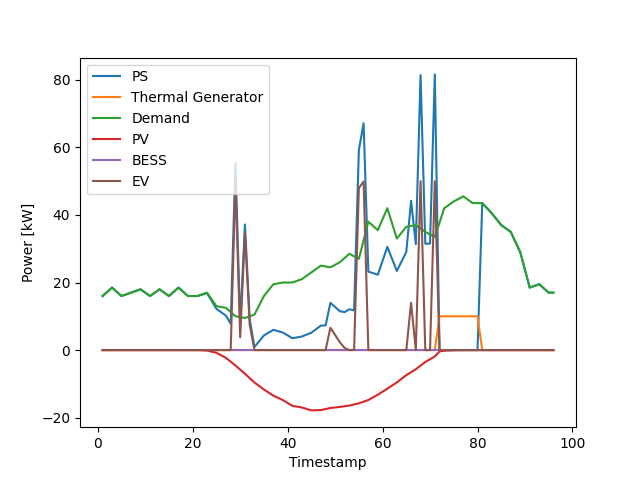 80
60
40
20
0
−20
Power [kW]
PS
Thermal Generator
Demand
PV
BESS
EV
0
20
40
60
80
100
Timestamp